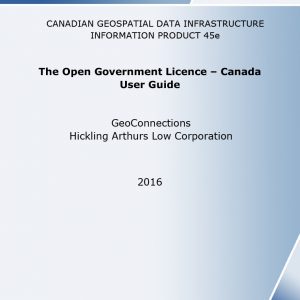 CANADIAN GEOSPATIAL DATA INFRASTRUCTURE
INFORMATION PRODUCT 45e
The Open Government Licence – Canada
User Guide
GeoConnections
Hickling Arthurs Low Corporation
2016